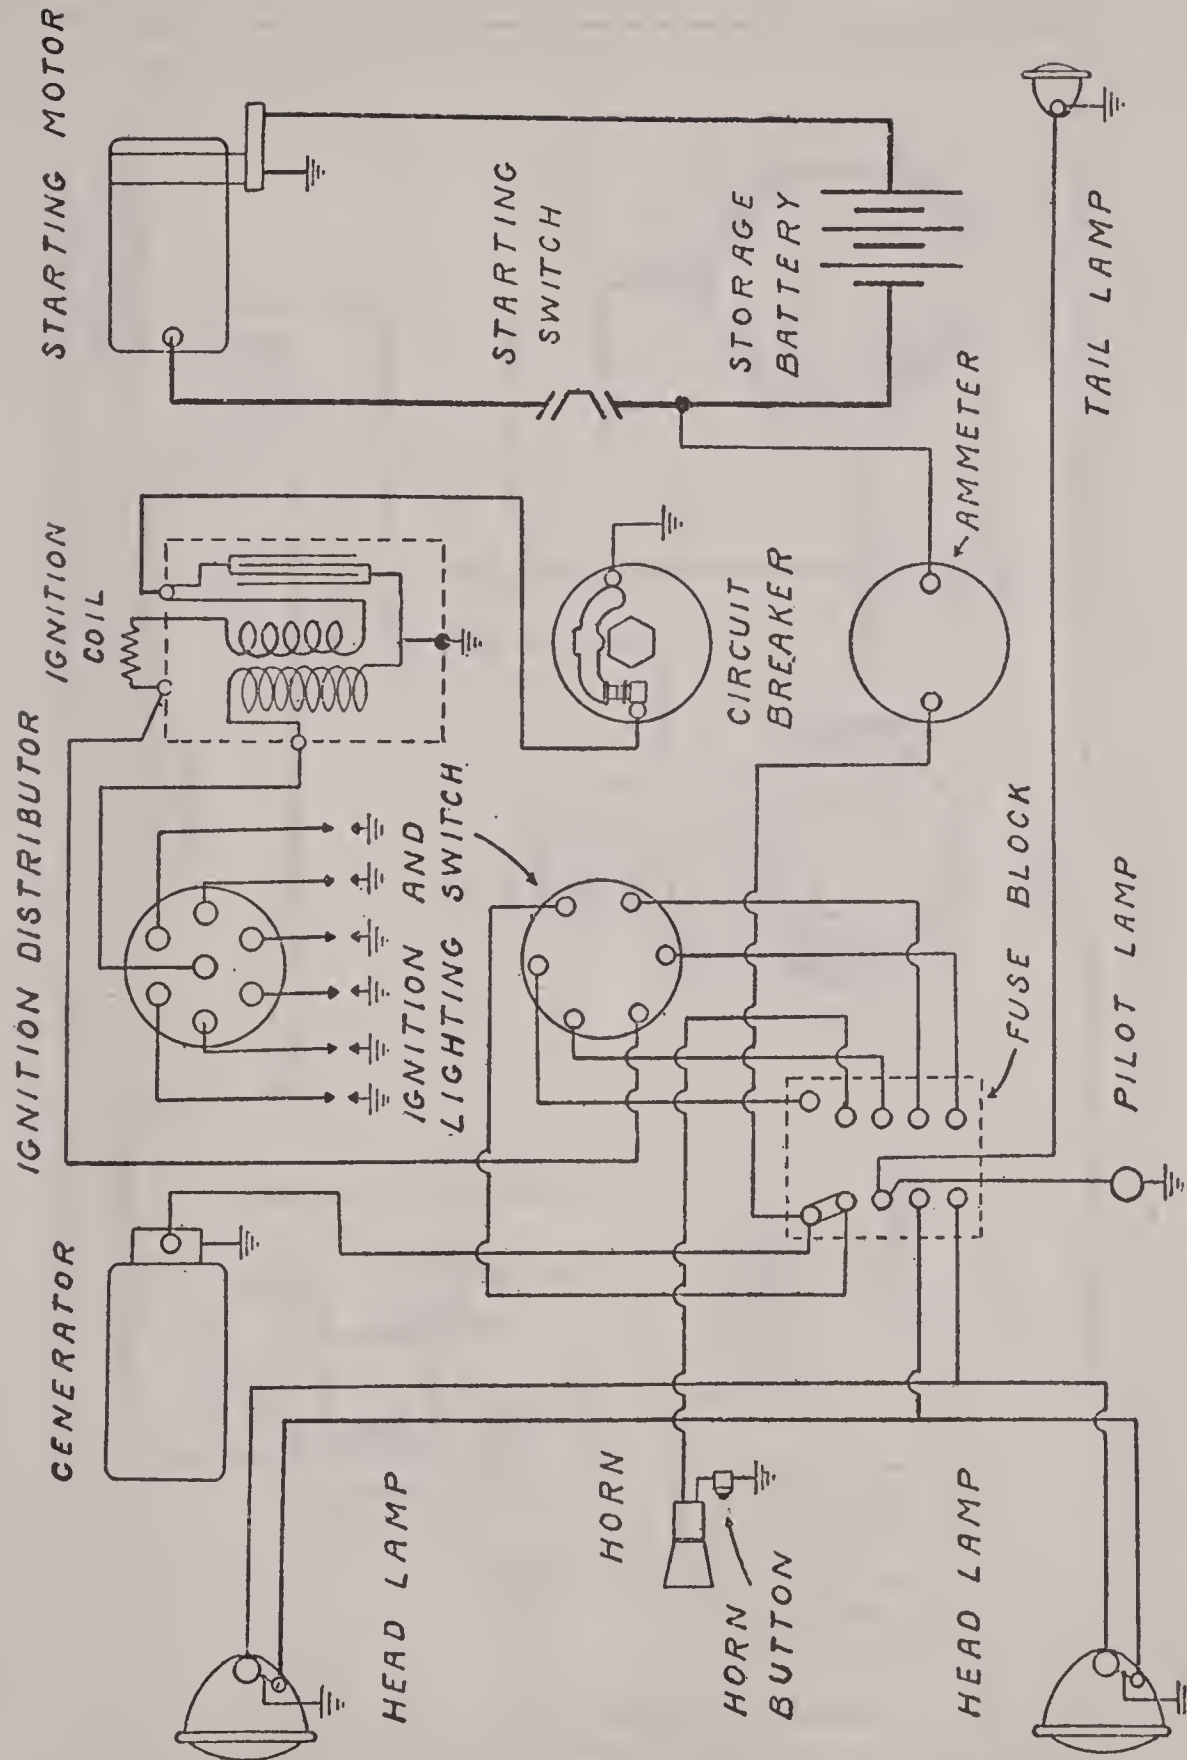 STARTING MOTOR
STARTING
SWITCH
STORAGE
BATTERY
TAIL LAMP
IGNITION
COIL
CIRCUIT
BREAKER
AMMETER
IGNITION DISTRIBUTOR
IGNITION AND
LIGHTING SWITCH
FUSE BLOCK
PILOT LAMP
GENERATOR
HEAD LAMP
HORN
HORN
BUTTON
HEAD LAMP